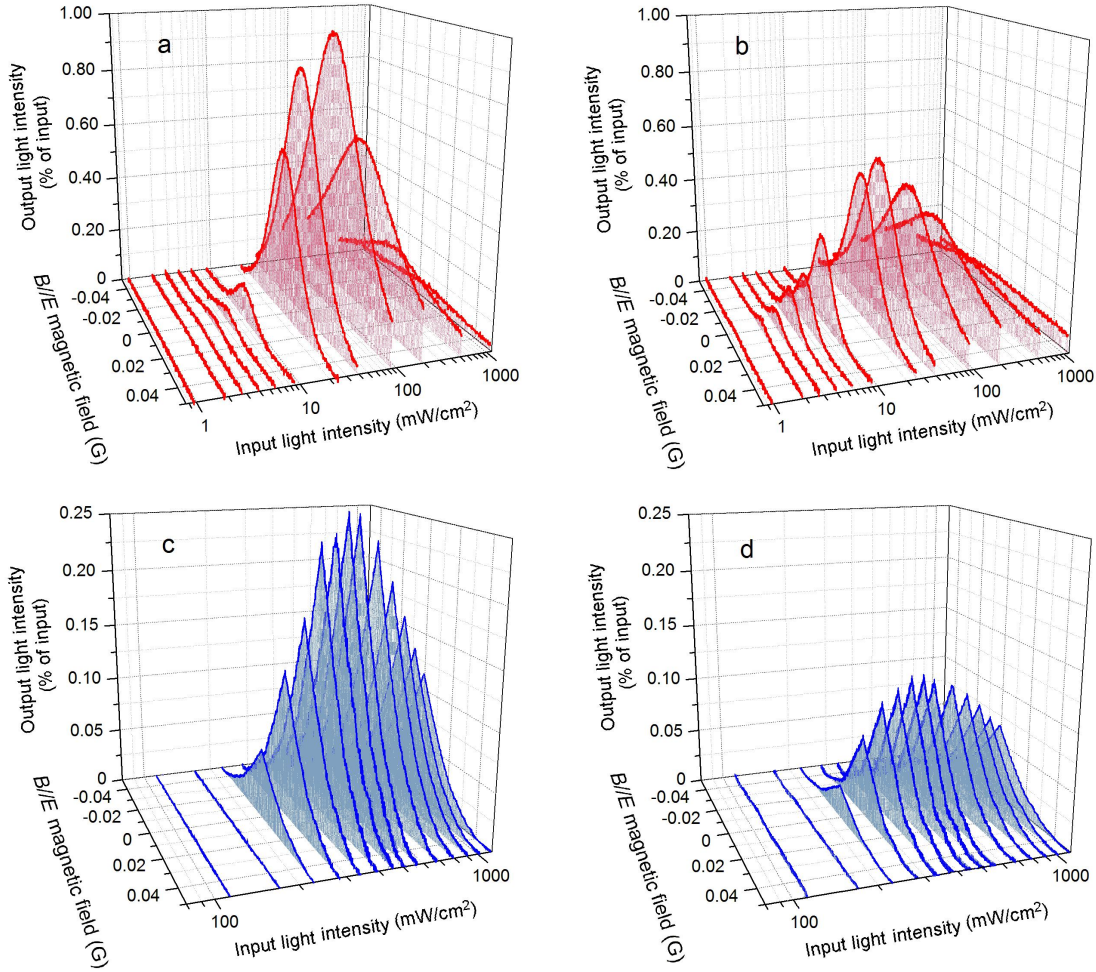 a
Output light intensity
(% of input)
1.00
0.80
0.60
0.40
0.20
0
-0.04
-0.02
0
0.02
0.04
B//E magnetic field (G)
1
10
100
1000
Input light intensity (mW/cm²)
b
Output light intensity
(% of input)
1.00
0.80
0.60
0.40
0.20
0
-0.04
-0.02
0
0.02
0.04
B//E magnetic field (G)
1
10
100
1000
Input light intensity (mW/cm²)
c
Output light intensity
(% of input)
0.25
0.20
0.15
0.10
0.05
0
-0.04
-0.02
0
0.02
0.04
B//E magnetic field (G)
100
1000
Input light intensity (mW/cm²)
d
Output light intensity
(% of input)
0.25
0.20
0.15
0.10
0.05
0
-0.04
-0.02
0
0.02
0.04
B//E magnetic field (G)
100
1000
Input light intensity (mW/cm²)